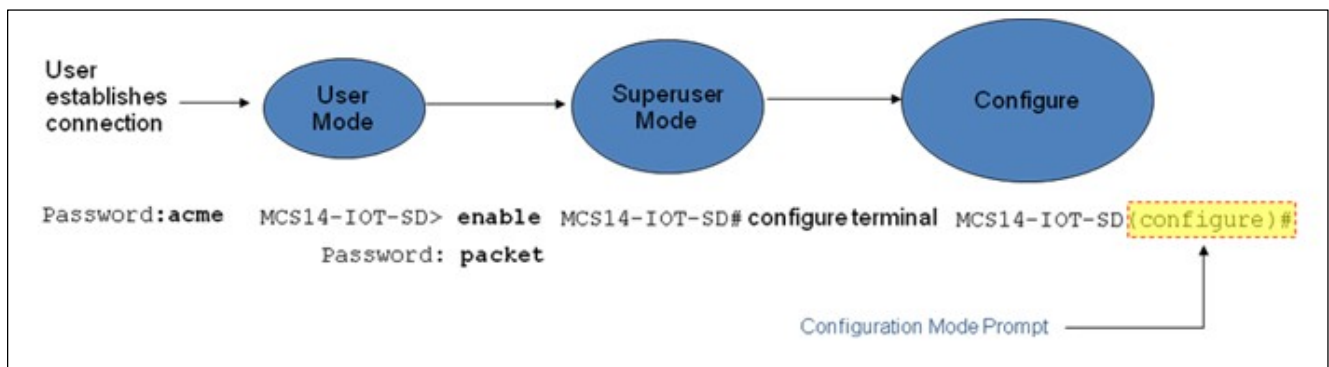 User
establishes
connection
User
Mode
Superuser
Mode
Configure
Password:acme MCS14-IOT-SD> enable MCS14-IOT-SD# configure terminal MCS14-IOT-SD(configure)#
Password: packet
Configuration Mode Prompt